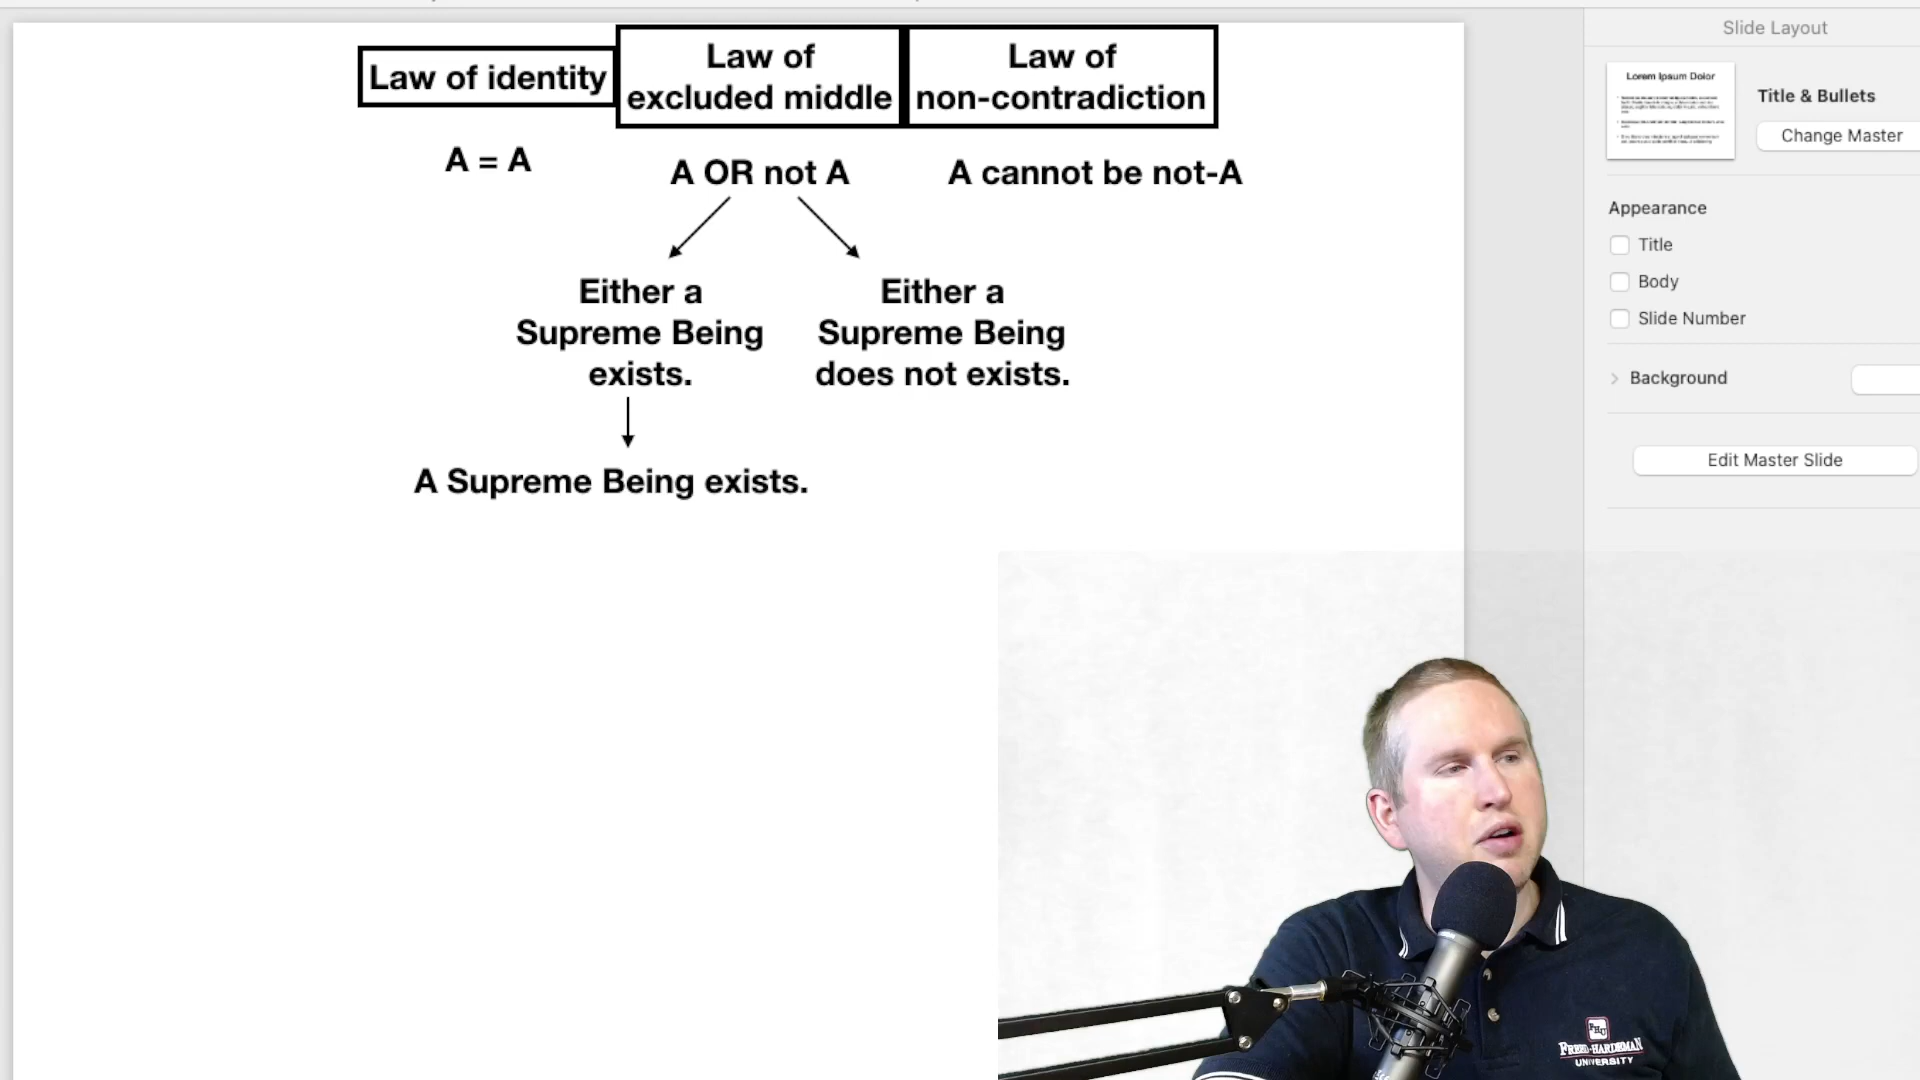 Law of identity
Law of
excluded middle
Law of
non-contradiction
A = A
A OR not A
A cannot be not-A
Either a
Supreme Being
exists.
Either a
Supreme Being
does not exists.
A Supreme Being exists.
Slide Layout
Lorem Ipsum Dolor
Title & Bullets
Change Master
Appearance
Title
Body
Slide Number
Background
Edit Master Slide
FHU
FREED-HARDEMAN
UNIVERSITY